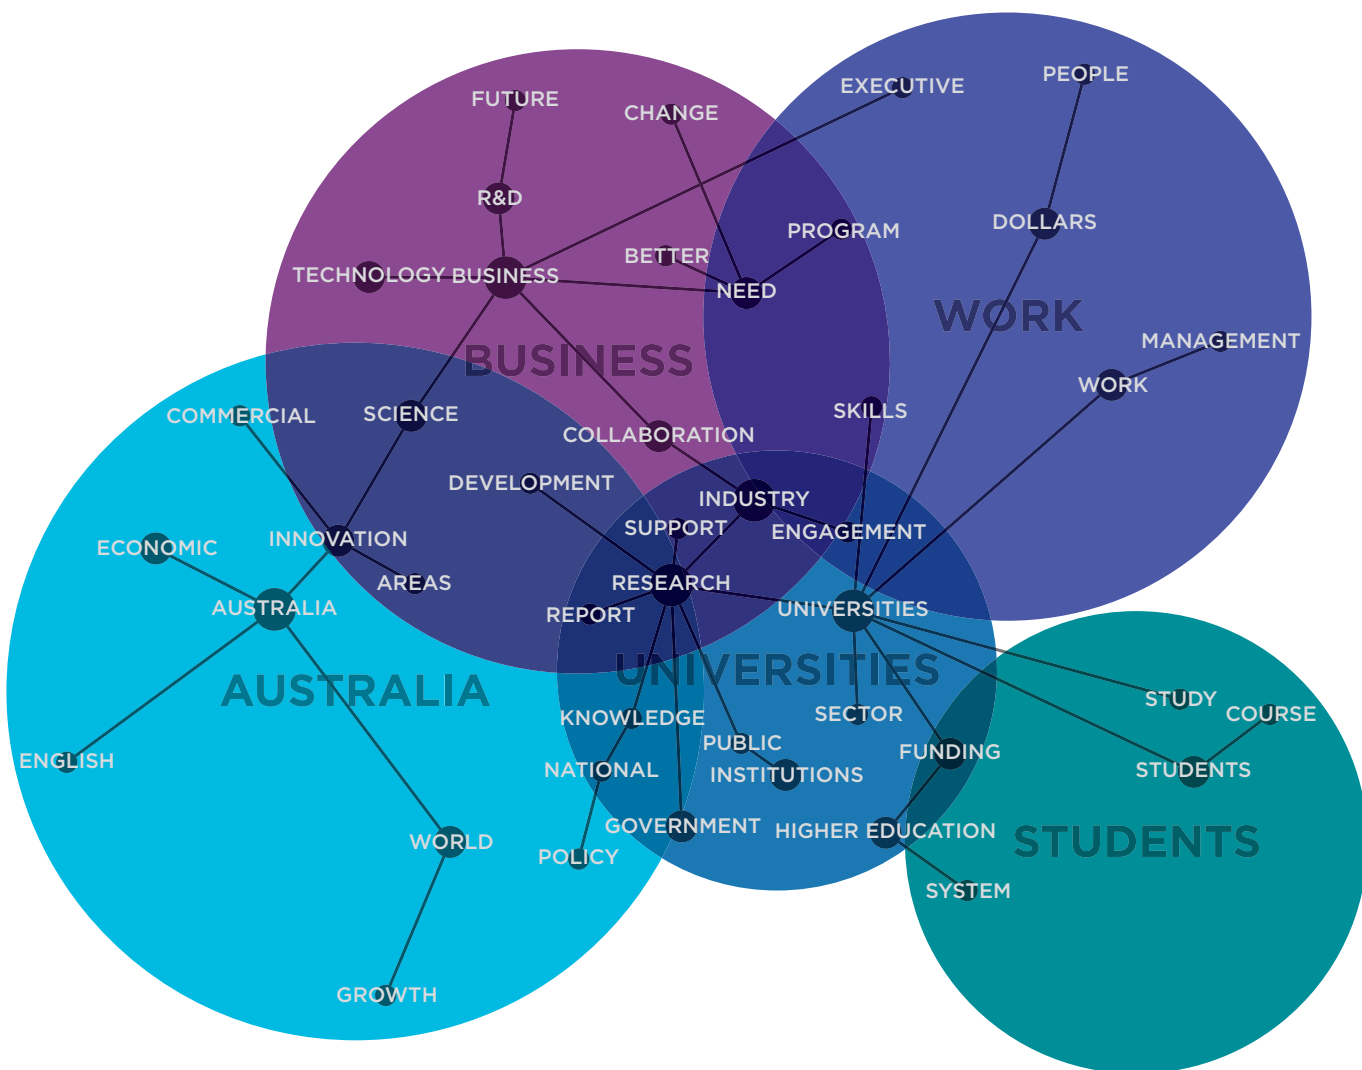 PEOPLE
EXECUTIVE
FUTURE
CHANGE
R&D
DOLLARS
PROGRAM
BETTER
TECHNOLOGY
BUSINESS
NEED
WORK
MANAGEMENT
BUSINESS
WORK
SKILLS
COMMERCIAL
SCIENCE
COLLABORATION
DEVELOPMENT
INDUSTRY
SUPPORT
ENGAGEMENT
INNOVATION
ECONOMIC
AREAS
RESEARCH
AUSTRALIA
REPORT
UNIVERSITIES
UNIVERSITIES
AUSTRALIA
STUDY
KNOWLEDGE
SECTOR
COURSE
PUBLIC
FUNDING
ENGLISH
NATIONAL
INSTITUTIONS
STUDENTS
GOVERNMENT
HIGHER EDUCATION
STUDENTS
WORLD
POLICY
SYSTEM
GROWTH